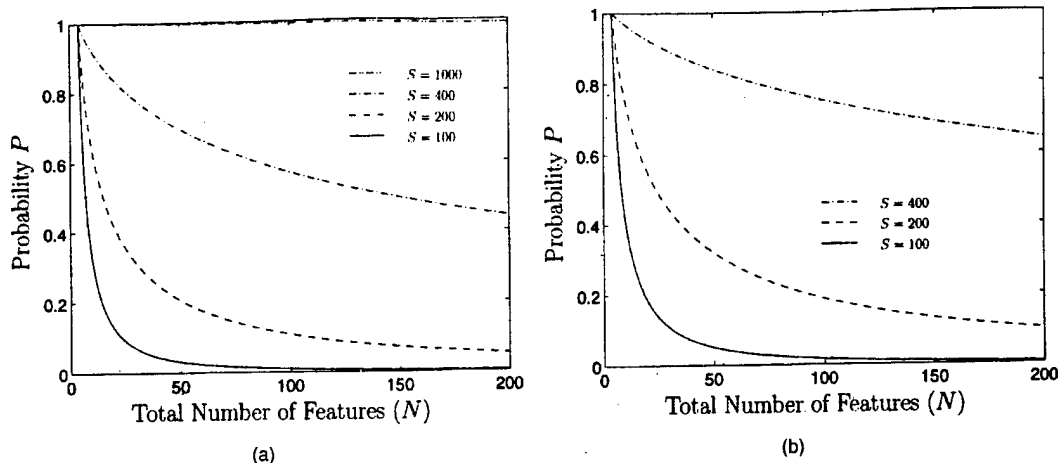 1
0.8
0.6
0.4
0.2
0
Probability P
S = 1000
S = 400
S = 200
S = 100
0 50 100 150 200
Total Number of Features (N)
(a)
1
0.8
0.6
0.4
0.2
0
Probability P
S = 400
S = 200
S = 100
0 50 100 150 200
Total Number of Features (N)
(b)